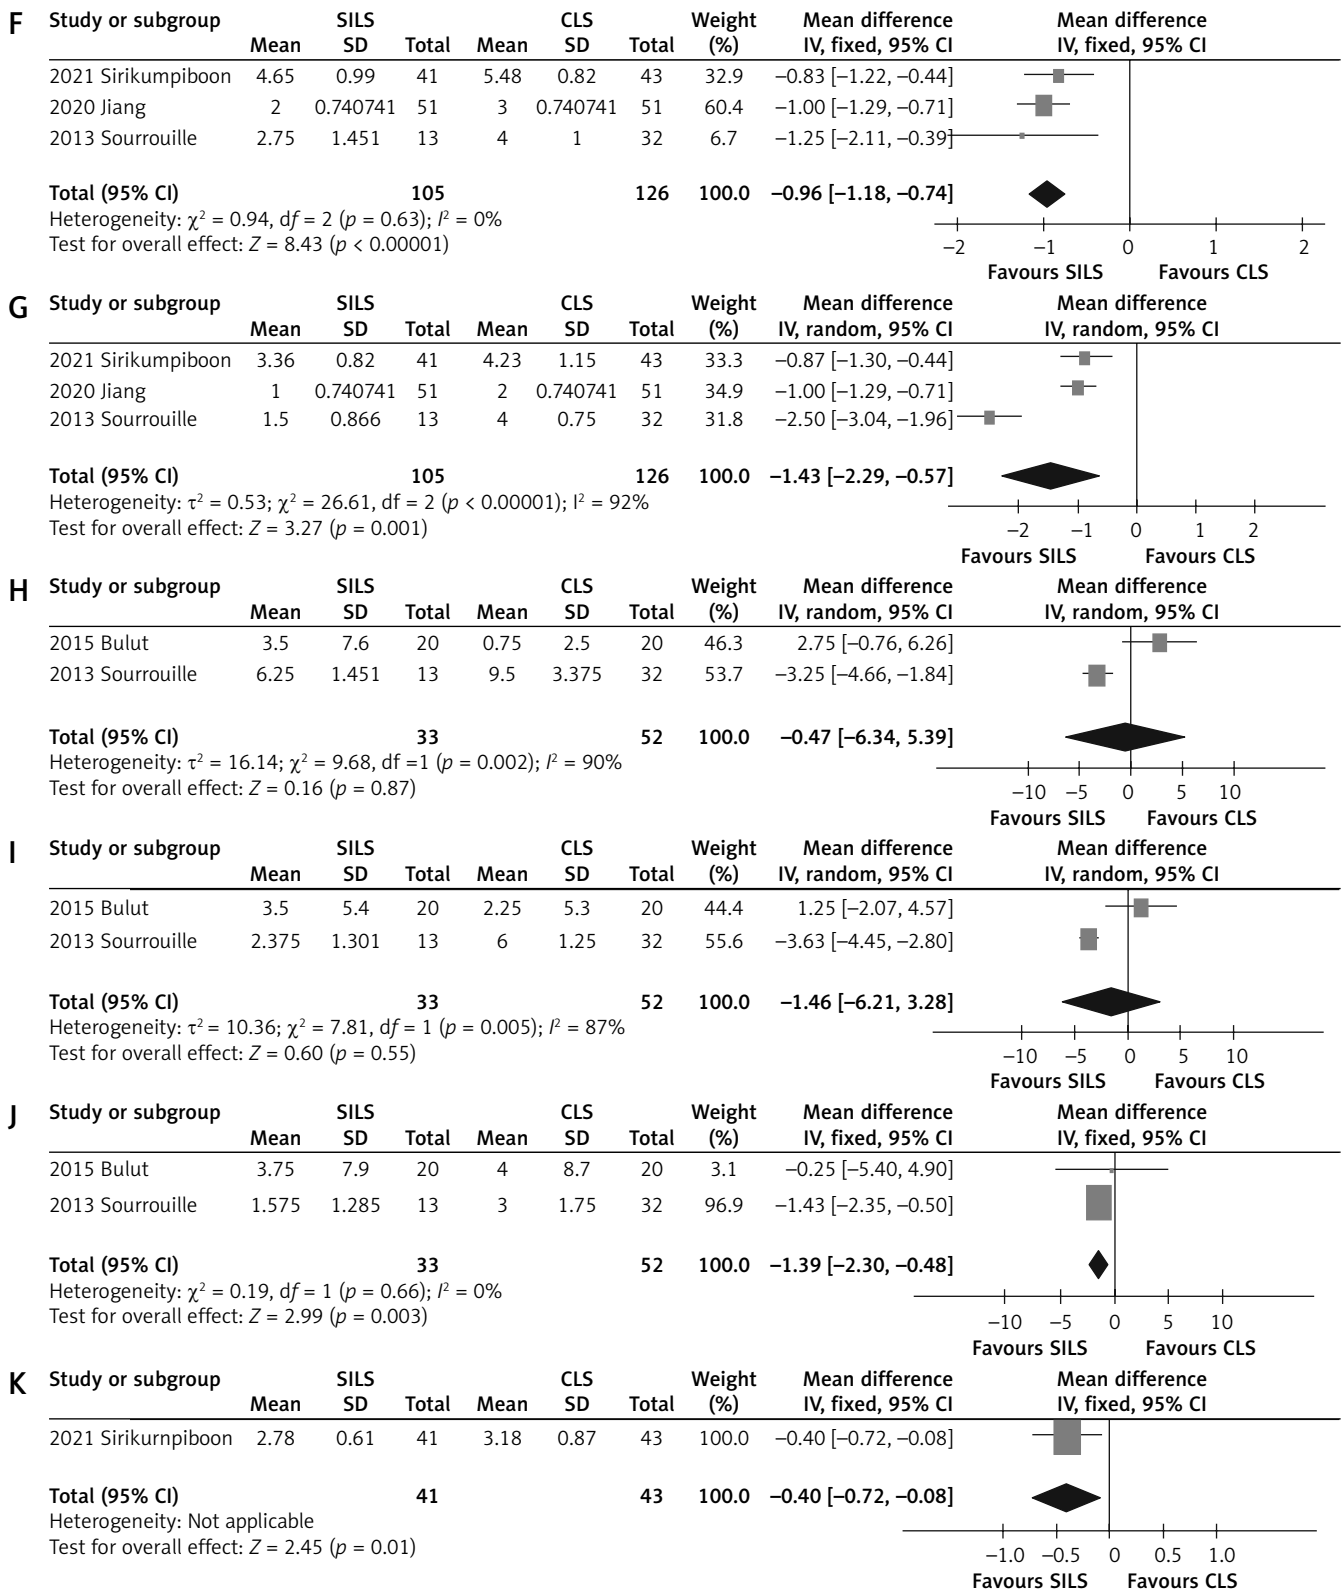 F Study or subgroup SILS CLS Weight Mean difference Mean difference
Mean SD Total Mean SD Total (%) IV, fixed, 95% CI IV, fixed, 95% CI
2021 Sirikumpiboon 4.65 0.99 41 5.48 0.82 43 32.9 −0.83 [−1.22, −0.44]
2020 Jiang 2 0.740741 51 3 0.740741 51 60.4 −1.00 [−1.29, −0.71]
2013 Sourrouille 2.75 1.451 13 4 1 32 6.7 −1.25 [−2.11, −0.39]
Total (95% CI) 105 126 100.0 −0.96 [−1.18, −0.74]
Heterogeneity: χ² = 0.94, df = 2 (p = 0.63); I² = 0%
Test for overall effect: Z = 8.43 (p < 0.00001)
−2 −1 0 1 2
Favours SILS Favours CLS
G Study or subgroup SILS CLS Weight Mean difference Mean difference
Mean SD Total Mean SD Total (%) IV, random, 95% CI IV, random, 95% CI
2021 Sirikumpiboon 3.36 0.82 41 4.23 1.15 43 33.3 −0.87 [−1.30, −0.44]
2020 Jiang 1 0.740741 51 2 0.740741 51 34.9 −1.00 [−1.29, −0.71]
2013 Sourrouille 1.5 0.866 13 4 0.75 32 31.8 −2.50 [−3.04, −1.96]
Total (95% CI) 105 126 100.0 −1.43 [−2.29, −0.57]
Heterogeneity: τ² = 0.53; χ² = 26.61, df = 2 (p < 0.00001); I² = 92%
Test for overall effect: Z = 3.27 (p = 0.001)
−2 −1 0 1 2
Favours SILS Favours CLS
H Study or subgroup SILS CLS Weight Mean difference Mean difference
Mean SD Total Mean SD Total (%) IV, random, 95% CI IV, random, 95% CI
2015 Bulut 3.5 7.6 20 0.75 2.5 20 46.3 2.75 [−0.76, 6.26]
2013 Sourrouille 6.25 1.451 13 9.5 3.375 32 53.7 −3.25 [−4.66, −1.84]
Total (95% CI) 33 52 100.0 −0.47 [−6.34, 5.39]
Heterogeneity: τ² = 16.14; χ² = 9.68, df =1 (p = 0.002); I² = 90%
Test for overall effect: Z = 0.16 (p = 0.87)
−10 −5 0 5 10
Favours SILS Favours CLS
I Study or subgroup SILS CLS Weight Mean difference Mean difference
Mean SD Total Mean SD Total (%) IV, random, 95% CI IV, random, 95% CI
2015 Bulut 3.5 5.4 20 2.25 5.3 20 44.4 1.25 [−2.07, 4.57]
2013 Sourrouille 2.375 1.301 13 6 1.25 32 55.6 −3.63 [−4.45, −2.80]
Total (95% CI) 33 52 100.0 −1.46 [−6.21, 3.28]
Heterogeneity: τ² = 10.36; χ² = 7.81, df = 1 (p = 0.005); I² = 87%
Test for overall effect: Z = 0.60 (p = 0.55)
−10 −5 0 5 10
Favours SILS Favours CLS
J Study or subgroup SILS CLS Weight Mean difference Mean difference
Mean SD Total Mean SD Total (%) IV, fixed, 95% CI IV, fixed, 95% CI
2015 Bulut 3.75 7.9 20 4 8.7 20 3.1 −0.25 [−5.40, 4.90]
2013 Sourrouille 1.575 1.285 13 3 1.75 32 96.9 −1.43 [−2.35, −0.50]
Total (95% CI) 33 52 100.0 −1.39 [−2.30, −0.48]
Heterogeneity: χ² = 0.19, df = 1 (p = 0.66); I² = 0%
Test for overall effect: Z = 2.99 (p = 0.003)
−10 −5 0 5 10
Favours SILS Favours CLS
K Study or subgroup SILS CLS Weight Mean difference Mean difference
Mean SD Total Mean SD Total (%) IV, fixed, 95% CI IV, fixed, 95% CI
2021 Sirikurnpiboon 2.78 0.61 41 3.18 0.87 43 100.0 −0.40 [−0.72, −0.08]
Total (95% CI) 41 43 100.0 −0.40 [−0.72, −0.08]
Heterogeneity: Not applicable
Test for overall effect: Z = 2.45 (p = 0.01)
−1.0 −0.5 0 0.5 1.0
Favours SILS Favours CLS